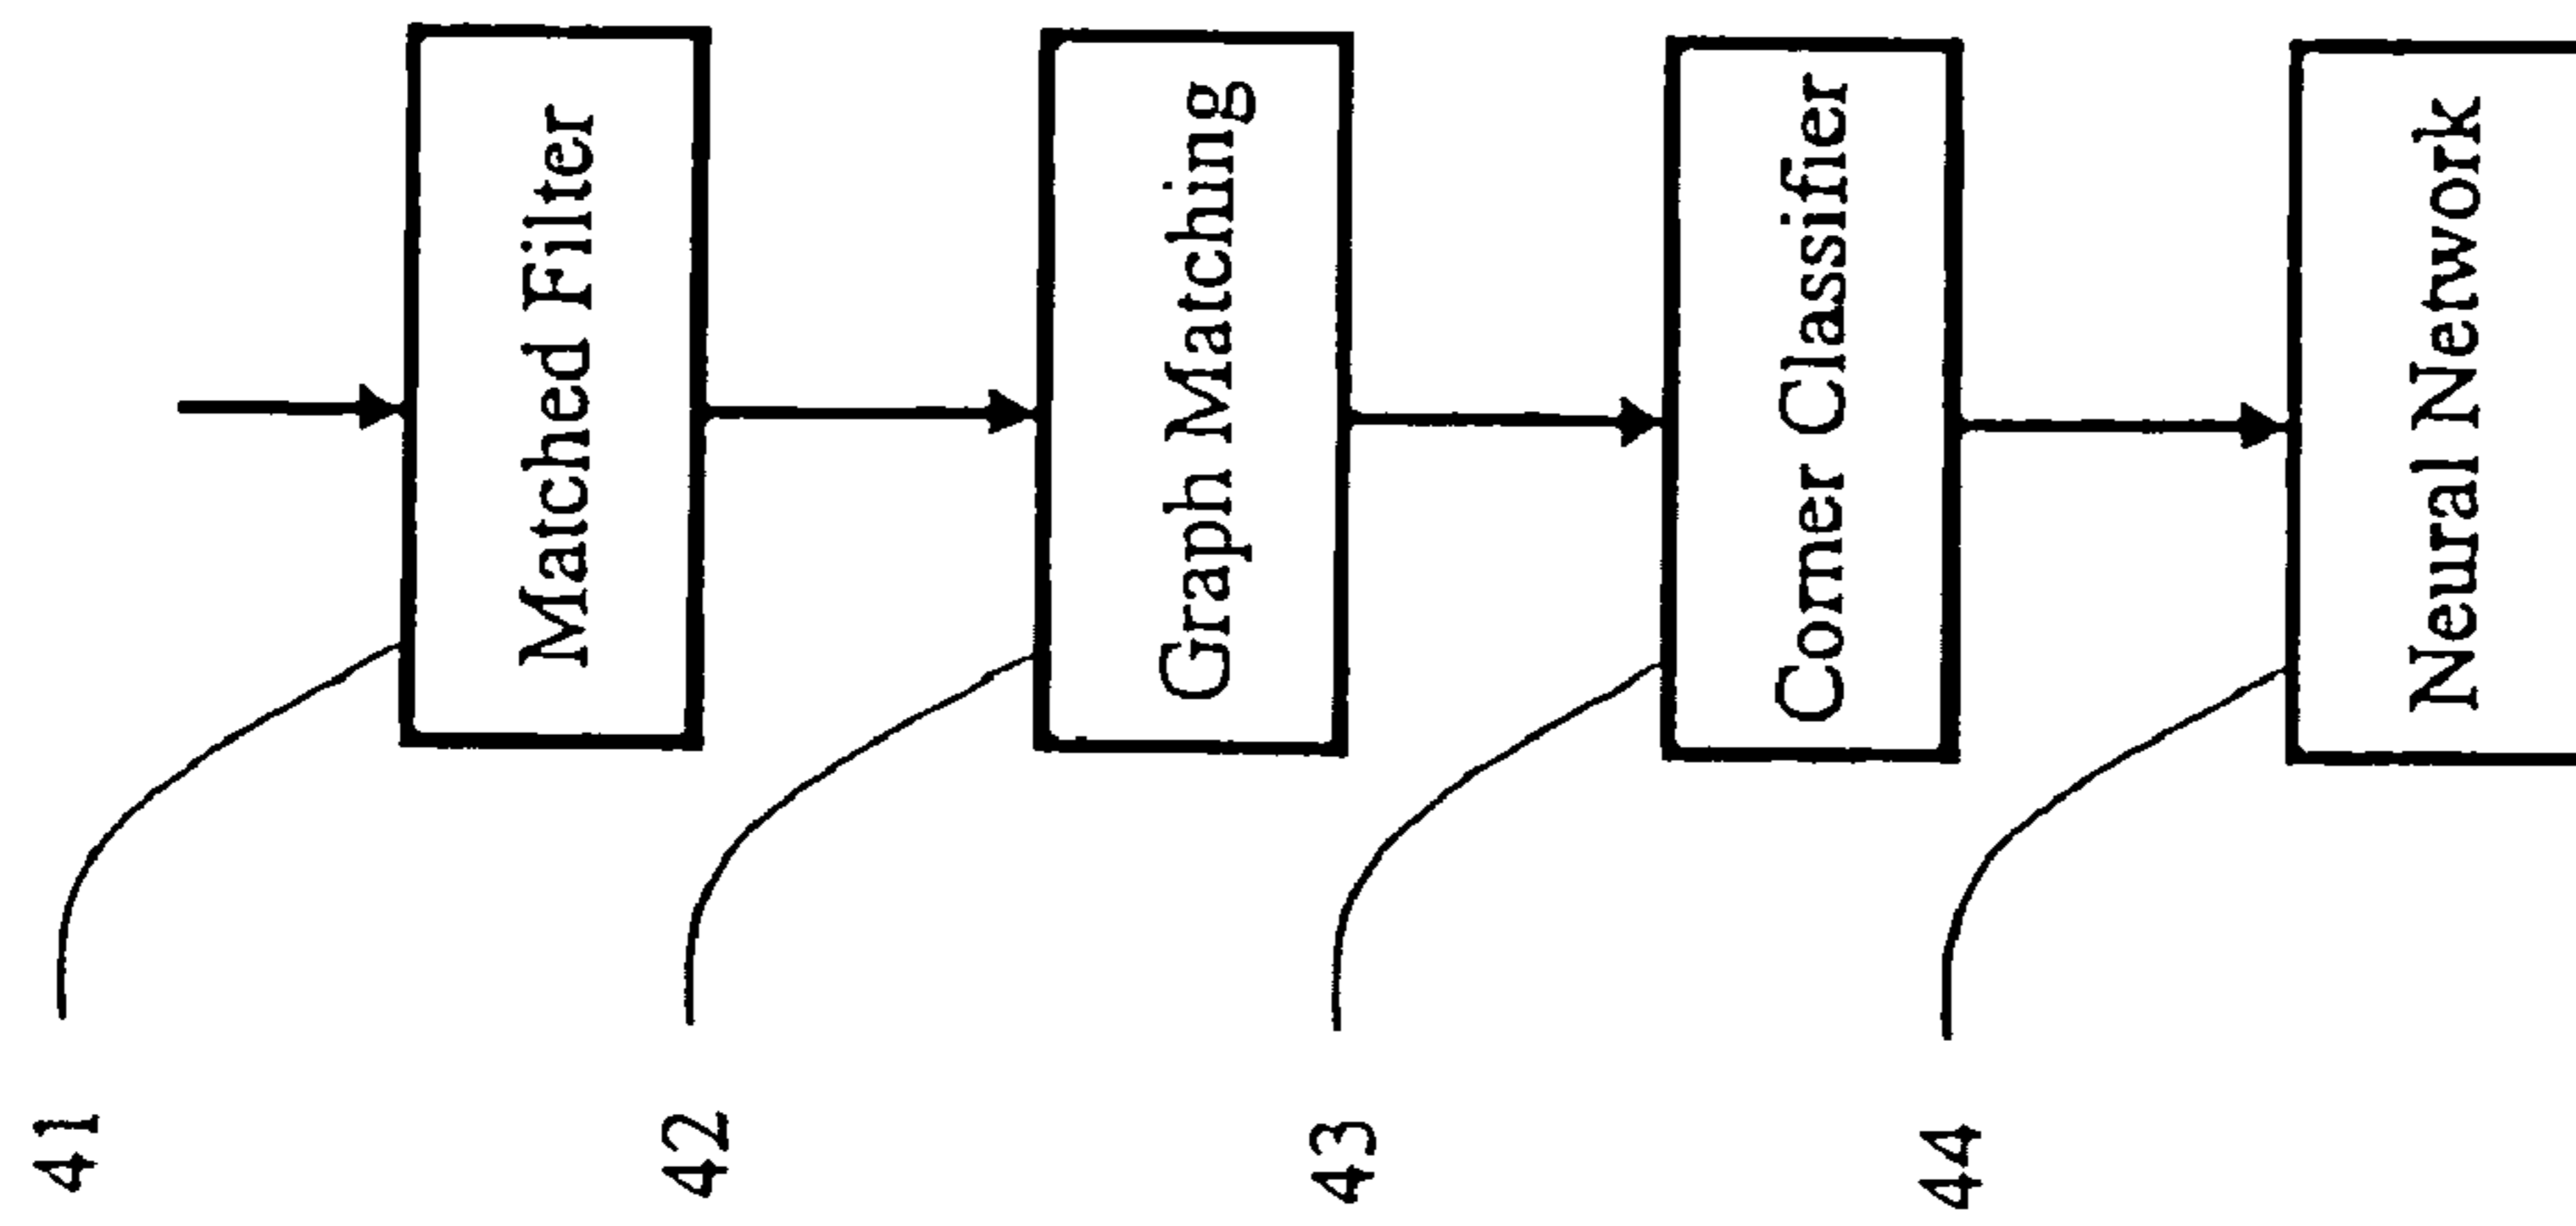 41
Matched Filter
42
Graph Matching
43
Corner Classifier
44
Neural Network